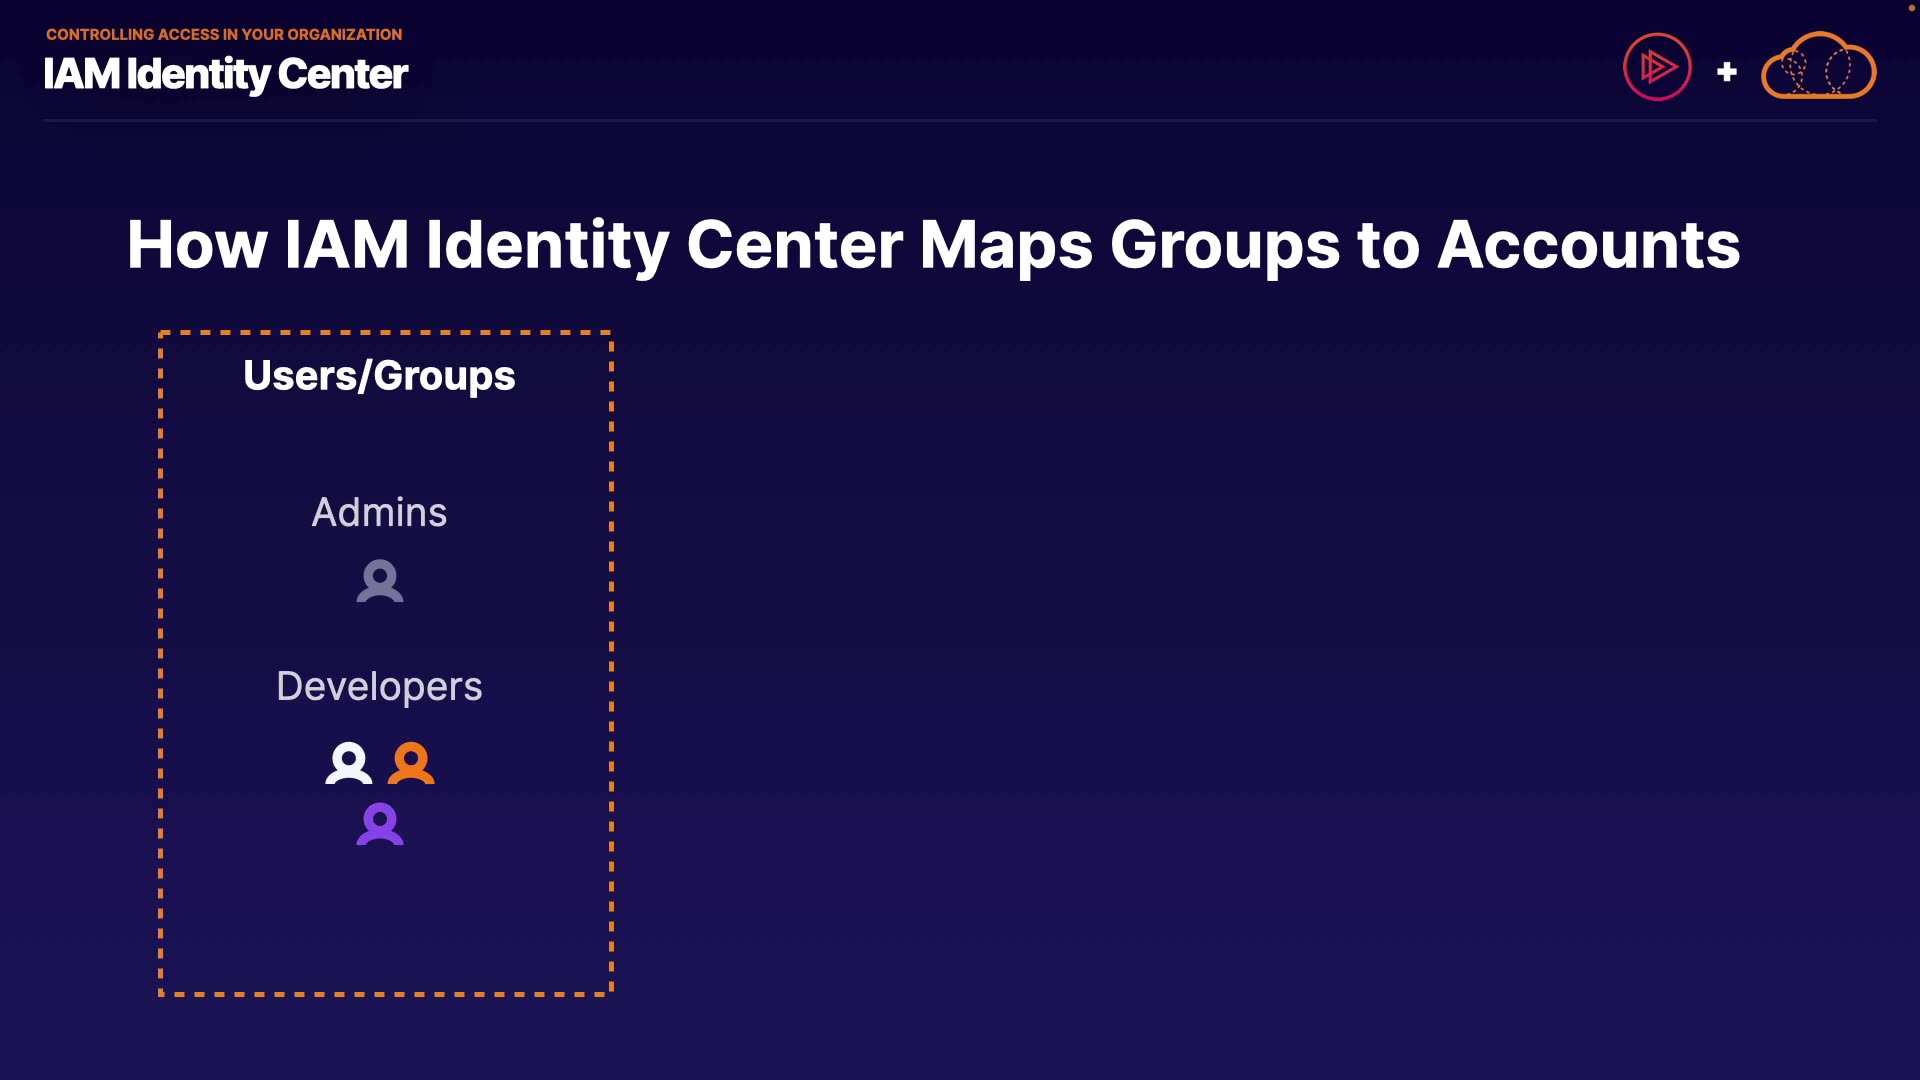 CONTROLLING ACCESS IN YOUR ORGANIZATION
IAM Identity Center
How IAM Identity Center Maps Groups to Accounts
Users/Groups
Admins
Developers